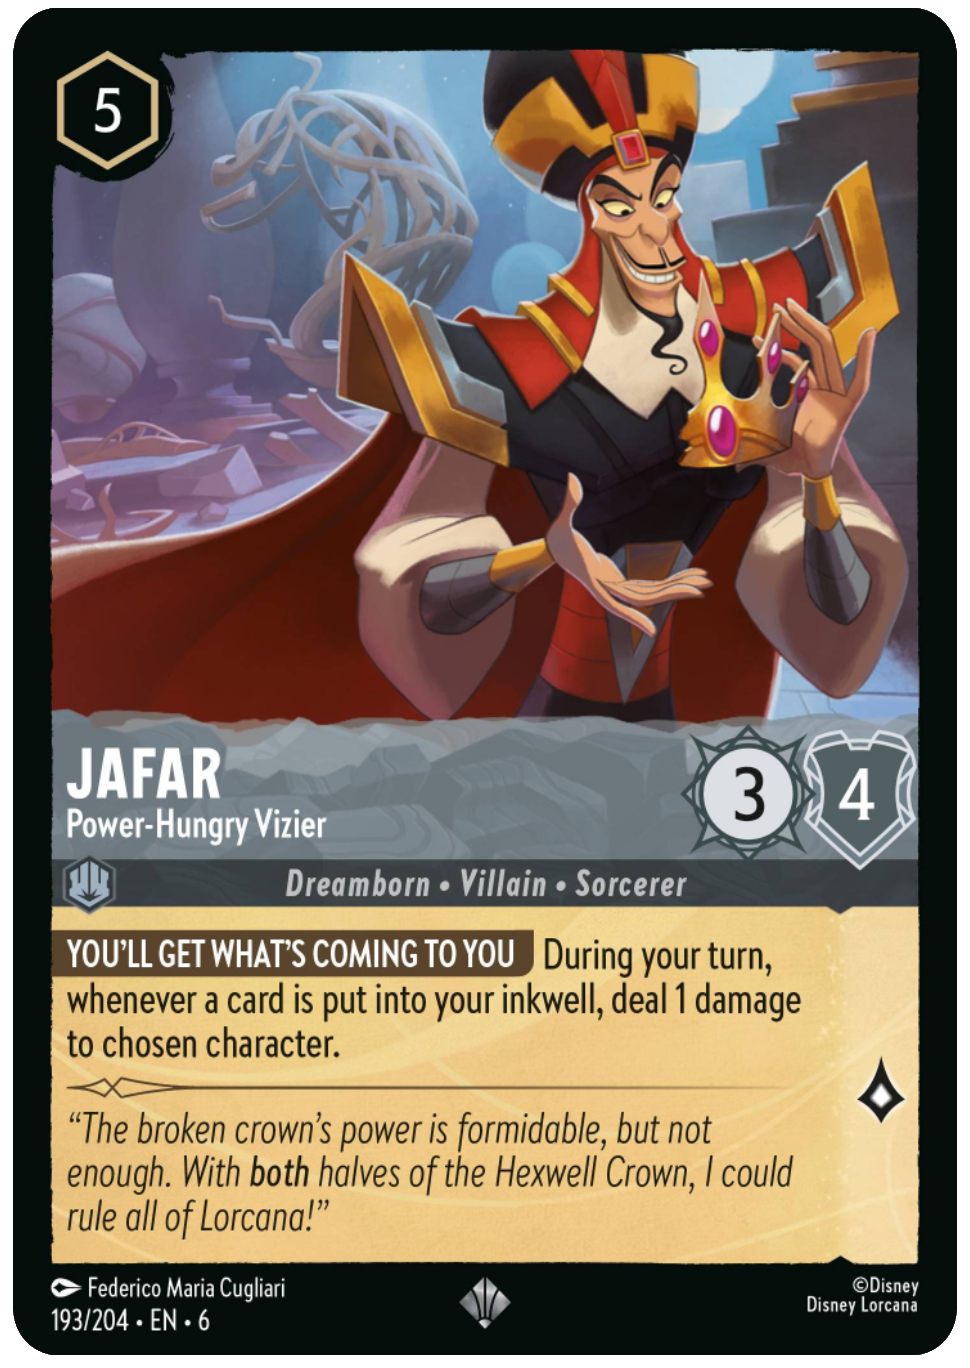 5
JAFAR
Power-Hungry Vizier
3
4
Dreamborn • Villain • Sorcerer
YOU'LL GET WHAT'S COMING TO YOU During your turn,
whenever a card is put into your inkwell, deal 1 damage
to chosen character.
“The broken crown's power is formidable, but not
enough. With both halves of the Hexwell Crown, I could
rule all of Lorcana!”
Federico Maria Cugliari
193/204 • EN • 6
©Disney
Disney Lorcana